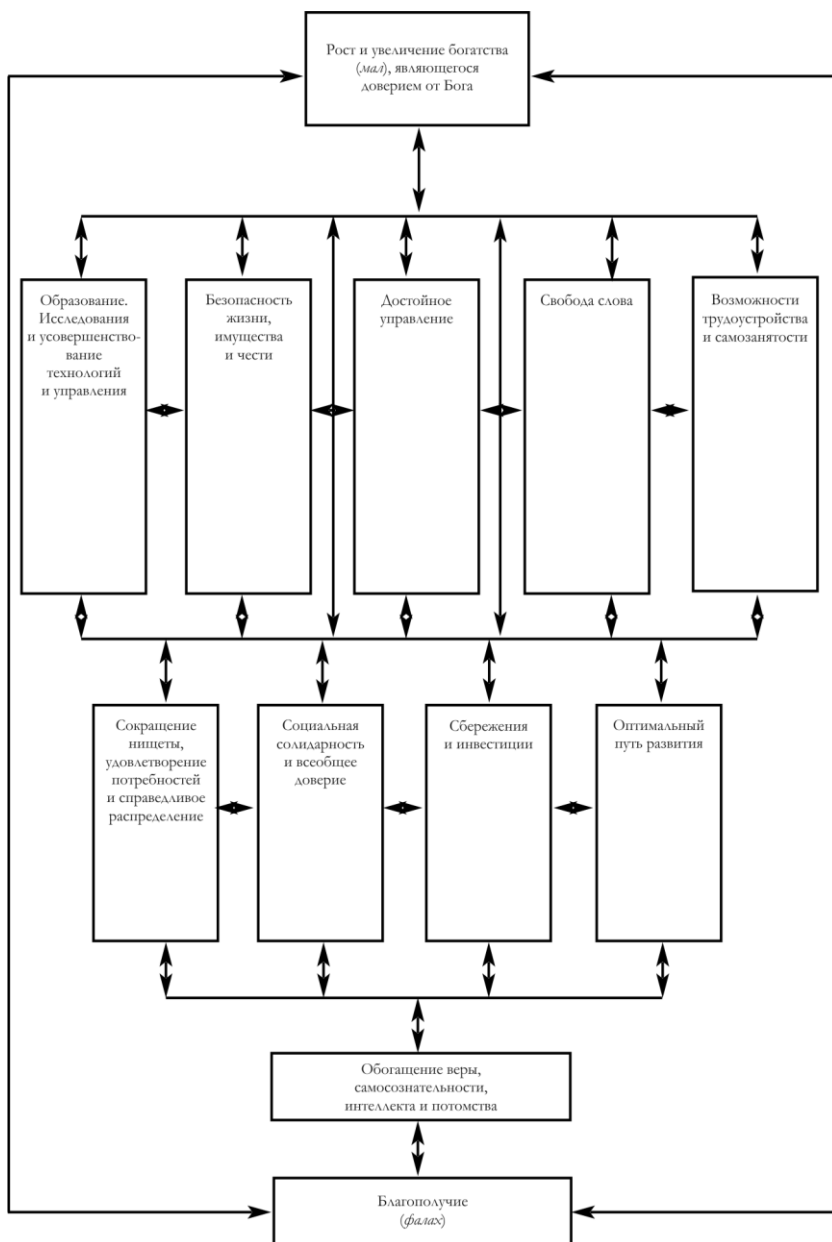 Рост и увеличение богатства
(мал), являющегося
доверием от Бога
Образование.
Исследования
и усовершенство-
вание
технологий
и управления
Безопасность
жизни,
имущества
и чести
Достойное
управление
Свобода слова
Возможности
трудоустройства
и самозанятости
Сокращение
нищеты,
удовлетворение
потребностей
и справедливое
распределение
Социальная
солидарность
и всеобщее
доверие
Сбережения
и инвестиции
Оптимальный
путь развития
Обогащение веры,
самосознательности,
интеллекта и потомства
Благополучие
(фалах)